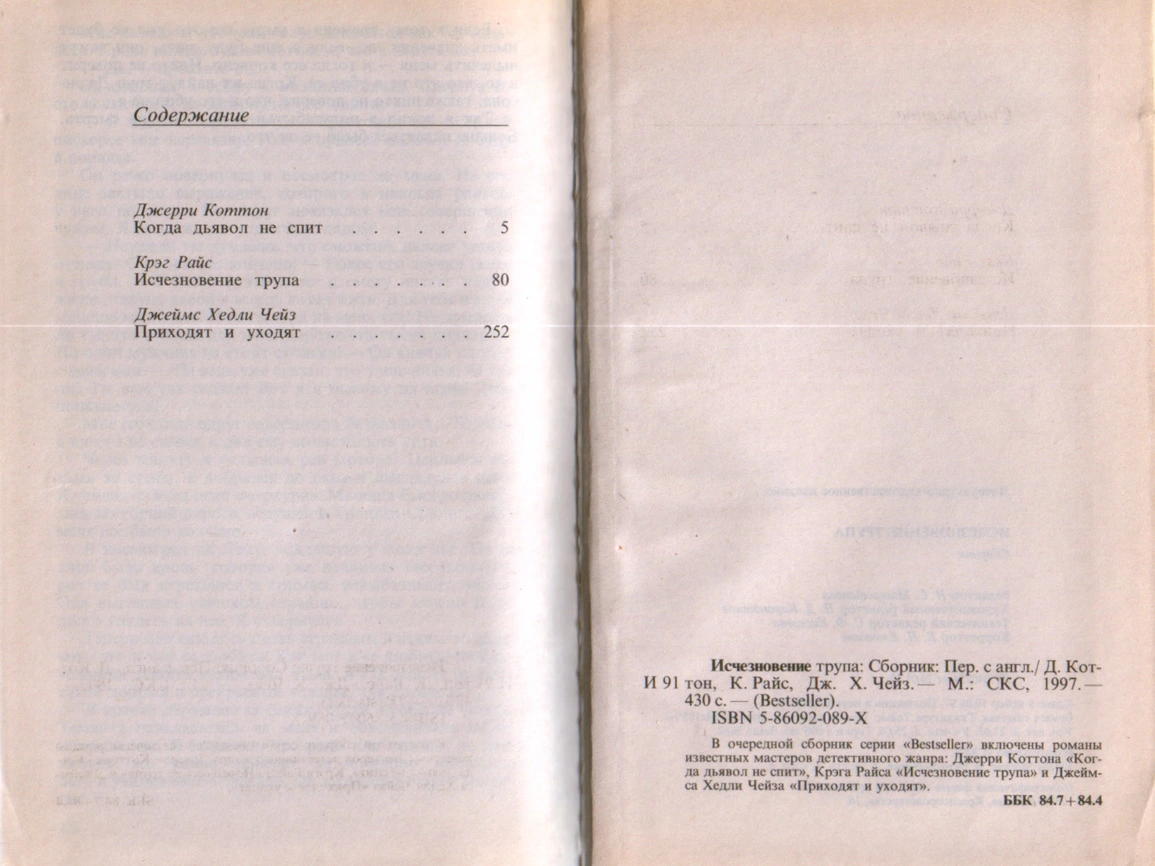 Содержание
Джерри Коттон
Когда дьявол не спит . . . . . . 5
Крэг Райс
Исчезновение трупа . . . . . . . 80
Джеймс Хедли Чейз
Приходят и уходят . . . . . . . 252
Исчезновение трупа: Сборник: Пер. с англ./ Д. Кот-
И 91 тон, К. Райс, Дж. Х. Чейз.— М.: СКС, 1997.—
430 с.— (Bestseller).
ISBN 5-86092-089-X
В очередной сборник серии «Bestseller» включены романы
известных мастеров детективного жанра: Джерри Коттона «Ког-
да дьявол не спит», Крэга Райса «Исчезновение трупа» и Джейм-
са Хедли Чейза «Приходят и уходят».
ББК 84.7+84.4